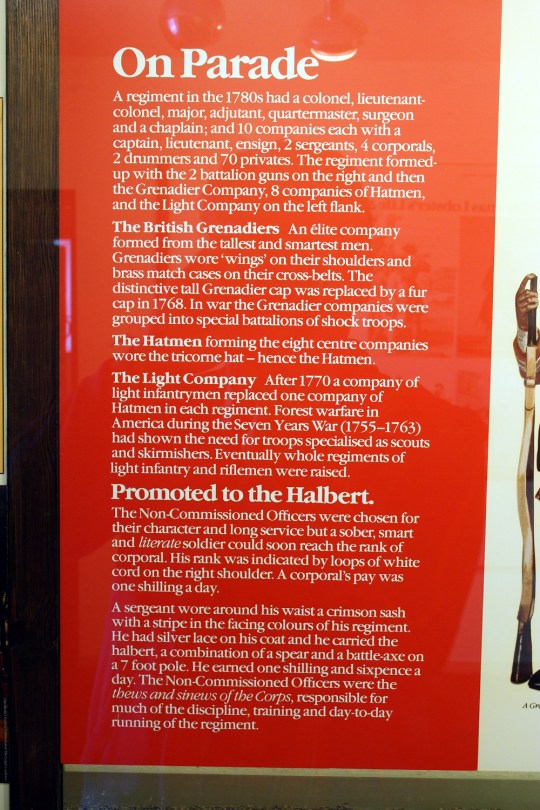 On Parade
A regiment in the 1780s had a colonel, lieutenant-
colonel, major, adjutant, quartermaster, surgeon
and a chaplain; and 10 companies each with a
captain, lieutenant, ensign, 2 sergeants, 4 corporals,
2 drummers and 70 privates. The regiment formed-
up with the 2 battalion guns on the right and then
the Grenadier Company, 8 companies of Hatmen,
and the Light Company on the left flank.
The British Grenadiers An élite company
formed from the tallest and smartest men.
Grenadiers wore ‘wings’ on their shoulders and
brass match cases on their cross-belts. The
distinctive tall Grenadier cap was replaced by a fur
cap in 1768. In war the Grenadier companies were
grouped into special battalions of shock troops.
The Hatmen forming the eight centre companies
wore the tricorne hat – hence the Hatmen.
The Light Company After 1770 a company of
light infantrymen replaced one company of
Hatmen in each regiment. Forest warfare in
America during the Seven Years War (1755–1763)
had shown the need for troops specialised as scouts
and skirmishers. Eventually whole regiments of
light infantry and riflemen were raised.
Promoted to the Halbert.
The Non-Commissioned Officers were chosen for
their character and long service but a sober, smart
and literate soldier could soon reach the rank of
corporal. His rank was indicated by loops of white
cord on the right shoulder. A corporal's pay was
one shilling a day.
A sergeant wore around his waist a crimson sash
with a stripe in the facing colours of his regiment.
He had silver lace on his coat and he carried the
halbert, a combination of a spear and a battle-axe on
a 7 foot pole. He earned one shilling and sixpence a
day. The Non-Commissioned Officers were the
thews and sinews of the Corps, responsible for
much of the discipline, training and day-to-day
running of the regiment.
A Gr